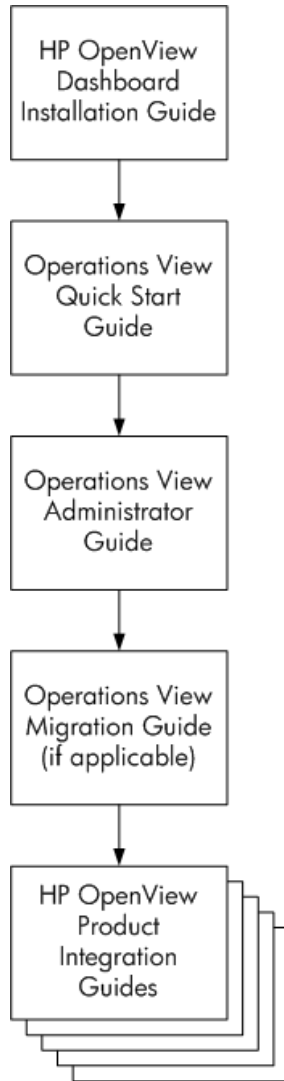 HP OpenView
Dashboard
Installation Guide
Operations View
Quick Start
Guide
Operations View
Administrator
Guide
Operations View
Migration Guide
(if applicable)
HP OpenView
Product
Integration
Guides